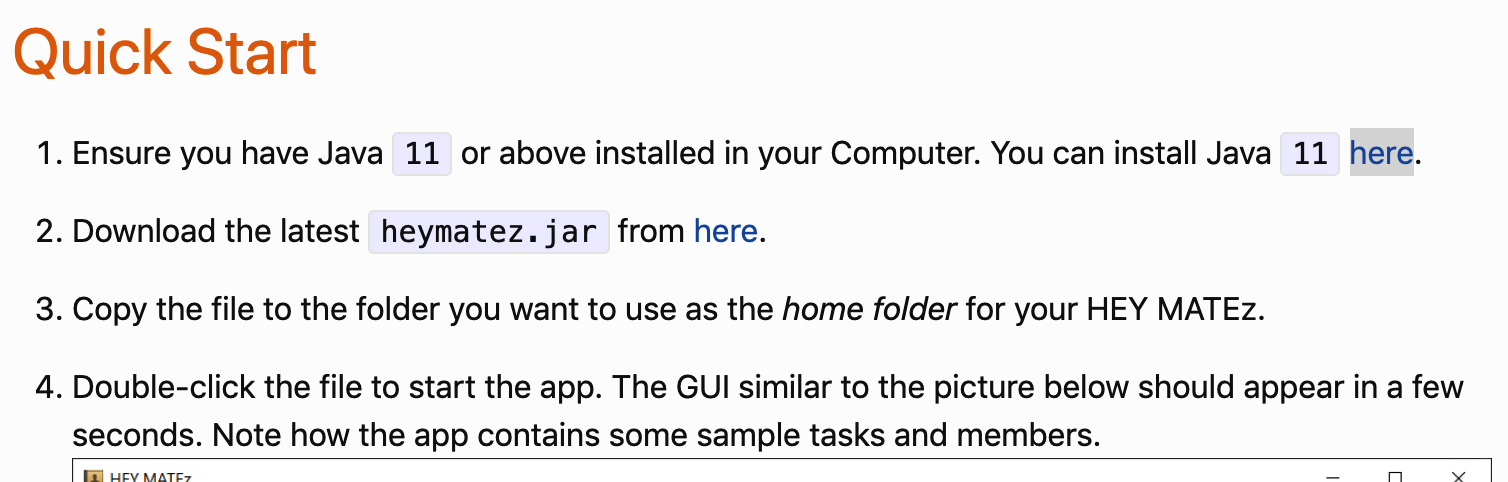 Quick Start
1. Ensure you have Java 11 or above installed in your Computer. You can install Java 11 here.
2. Download the latest heymatez.jar from here.
3. Copy the file to the folder you want to use as the home folder for your HEY MATEz.
4. Double-click the file to start the app. The GUI similar to the picture below should appear in a few
seconds. Note how the app contains some sample tasks and members.
HEY MATEz